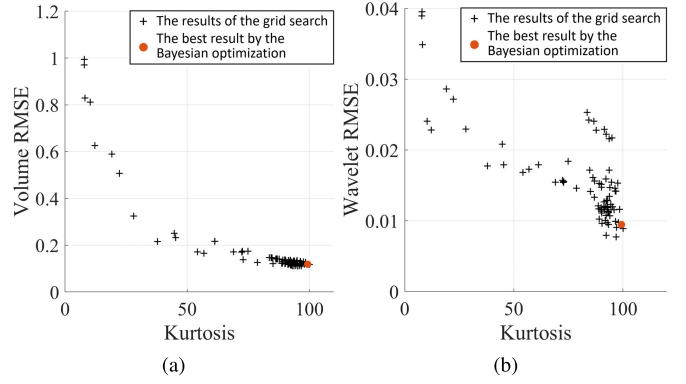 1.2
1
0.8
0.6
0.4
0.2
0
Volume RMSE
The results of the grid search
The best result by the
Bayesian optimization
0
50
100
Kurtosis
(a)
0.04
0.03
0.02
0.01
0
Wavelet RMSE
The results of the grid search
The best result by the
Bayesian optimization
0
50
100
Kurtosis
(b)